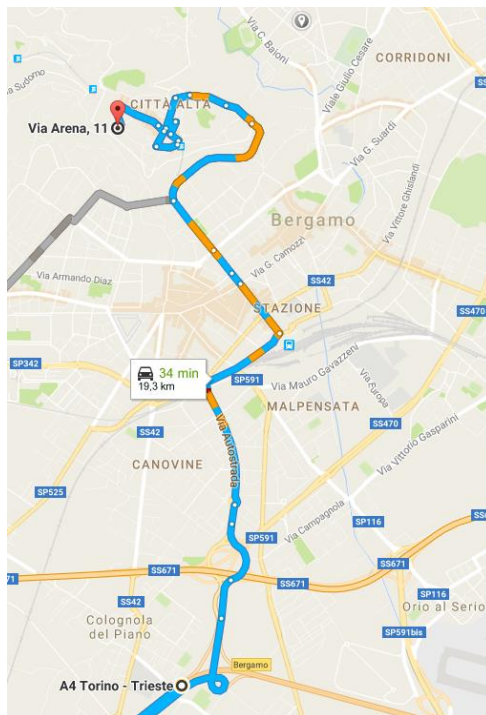 Via C. Baioni
Viale Giulio Cesare
CORRIDONI
SS
Via Sudorno
CITTÀ ALTA
Via Arena, 11
Via G. Suardi
Via Vittore Ghislandi
Bergamo
Via G. Camozzi
Via Armando Diaz
SS42
STAZIONE
SS470
34 min
19,3 km
SP342
SP591
Via Mauro Gavazzeni
Via Europa
MALPENSATA
SS42
Via Autostrada
SS470
Via Vittorio Gasparini
CANOVINE
SP525
Via Campagnola
SP116
SP591
SS671
SS671
SS671
71
SS42
SP116
Colognola
del Piano
Orio al Serio
SP591bis
Bergamo
A4 Torino - Trieste